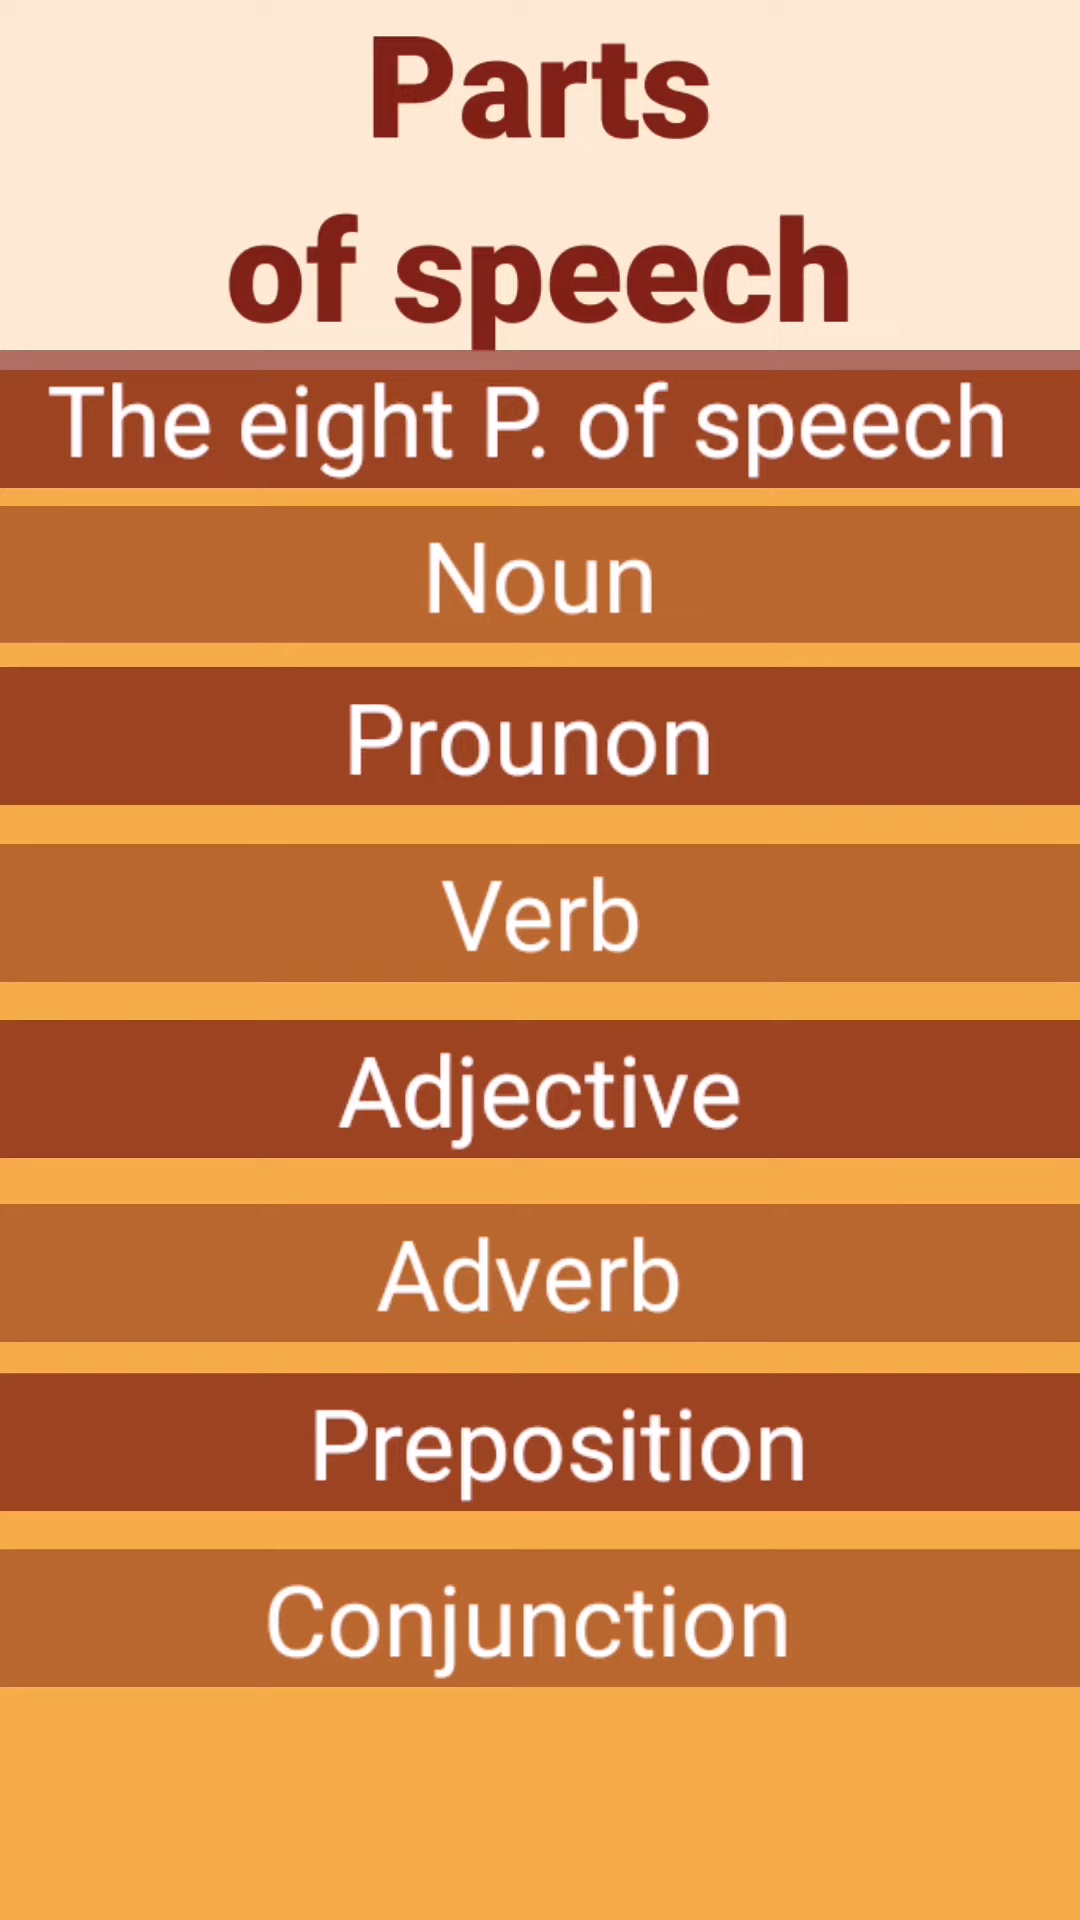 Parts
of speech
The eight P. of speech
Noun
Prounon
Verb
Adjective
Adverb
Preposition
Conjunction